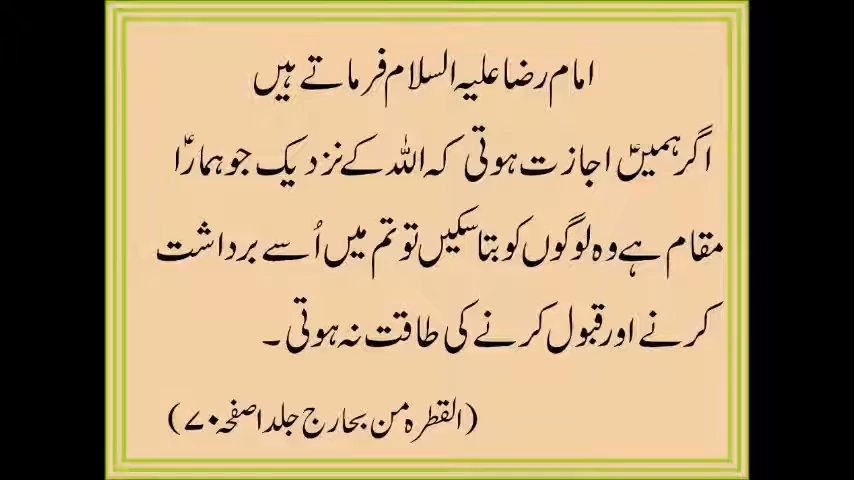 امام رضا علیہ السلام فرماتے ہیں
اگر ہمیںؑ اجازت ہوتی کہ اللہ کے نزدیک جو ہماراؑ
مقام ہے وہ لوگوں کو بتا سکیں تو تم میں اُسے برداشت
کرنے اور قبول کرنے کی طاقت نہ ہوتی ۔
(القطرہ من بحار ج جلد ا صفحہ ۷۰)